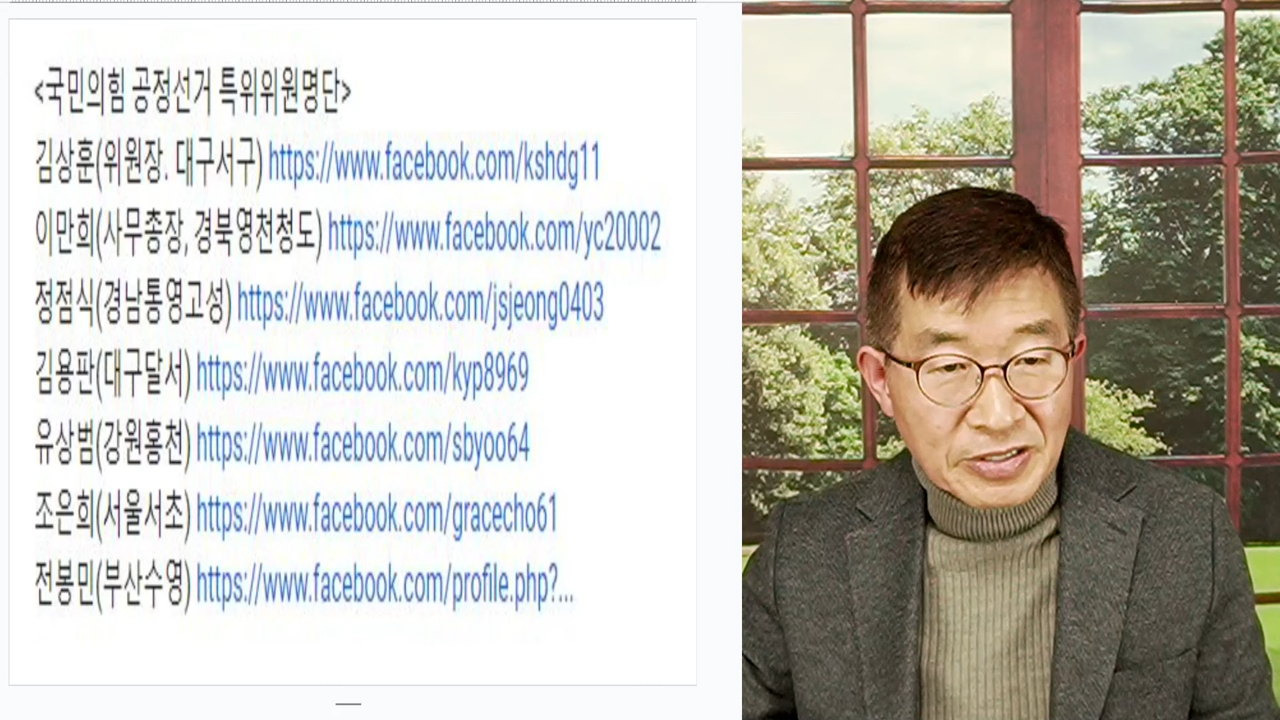 <국민의힘 공정선거 특위위원명단>
김상훈(위원장. 대구서구) https://www.facebook.com/kshdg11
이만희(사무총장, 경북영천청도) https://www.facebook.com/yc20002
정점식(경남통영고성) https://www.facebook.com/jsjeong0403
김용판(대구달서) https://www.facebook.com/kyp8969
유상범(강원홍천) https://www.facebook.com/sbyoo64
조은희(서울서초) https://www.facebook.com/gracecho61
전봉민(부산수영) https://www.facebook.com/profile.php?...